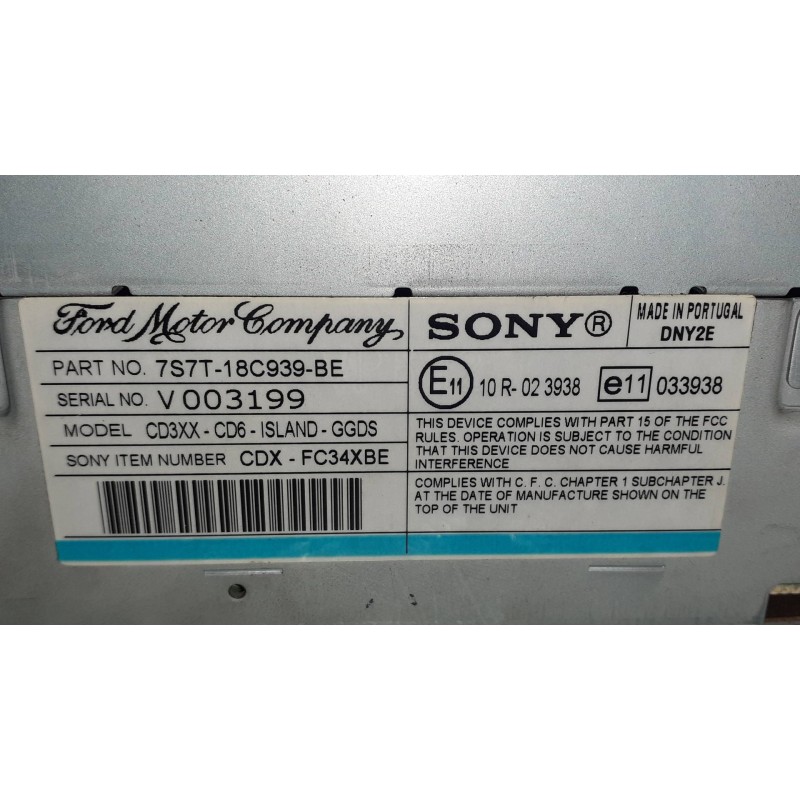 Ford Motor Company
PART NO. 7S7T-18C939-BE
SERIAL NO. V 003199
MODEL CD3XX - CD6 - ISLAND - GGDS
SONY ITEM NUMBER CDX - FC34XBE
SONY®
MADE IN PORTUGAL
DNY2E
E11 10 R- 02 3938 e11 033938
THIS DEVICE COMPLIES WITH PART 15 OF THE FCC
RULES. OPERATION IS SUBJECT TO THE CONDITION
THAT THIS DEVICE DOES NOT CAUSE HARMFUL
INTERFERENCE
COMPLIES WITH C. F. C. CHAPTER 1 SUBCHAPTER J.
AT THE DATE OF MANUFACTURE SHOWN ON THE
TOP OF THE UNIT